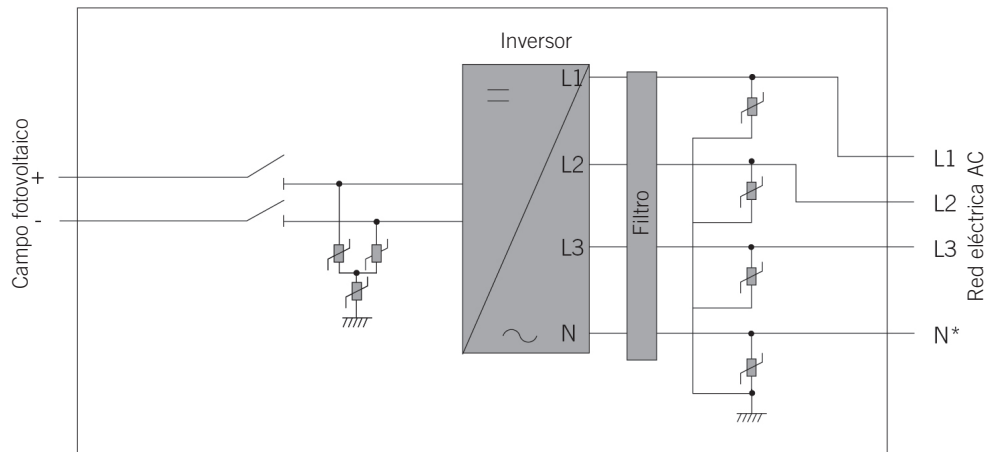 Inversor
Campo fotovoltaico
+
-
L1
L2
L3
N
Filtro
L1
L2
L3
N*
Red eléctrica AC